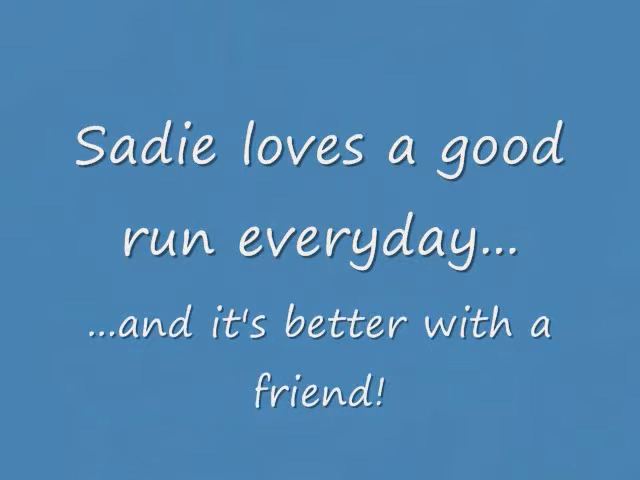 Sadie loves a good
run everyday...
...and it's better with a
friend!